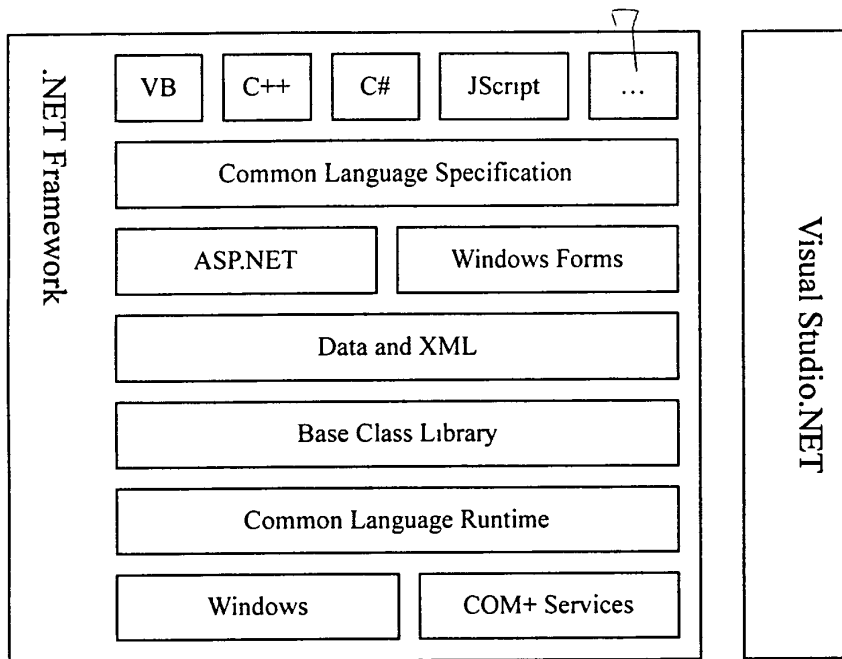 .NET Framework
VB
C++
C#
JScript
...
Common Language Specification
ASP.NET
Windows Forms
Data and XML
Base Class Library
Common Language Runtime
Windows
COM+ Services
Visual Studio.NET